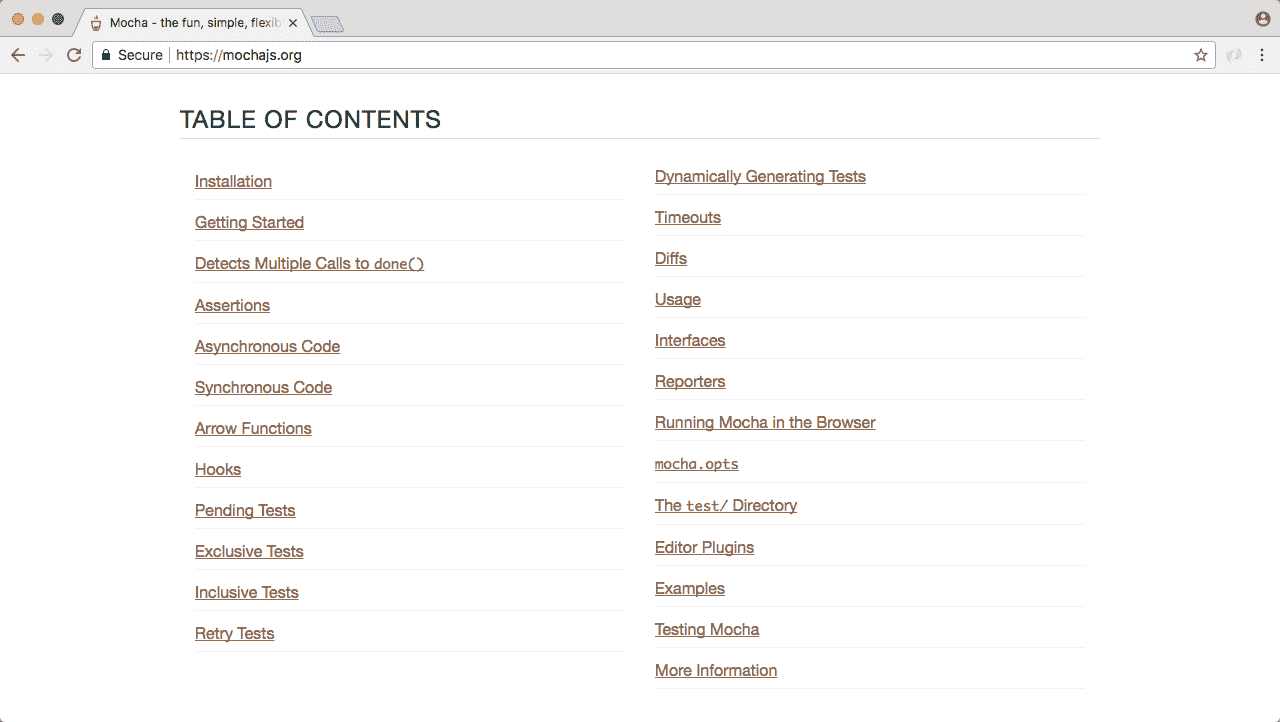 Mocha - the fun, simple, flexib
Secure
https://mochajs.org
TABLE OF CONTENTS
Installation
Getting Started
Detects Multiple Calls to done()
Assertions
Asynchronous Code
Synchronous Code
Arrow Functions
Hooks
Pending Tests
Exclusive Tests
Inclusive Tests
Retry Tests
Dynamically Generating Tests
Timeouts
Diffs
Usage
Interfaces
Reporters
Running Mocha in the Browser
mocha.opts
The test/ Directory
Editor Plugins
Examples
Testing Mocha
More Information